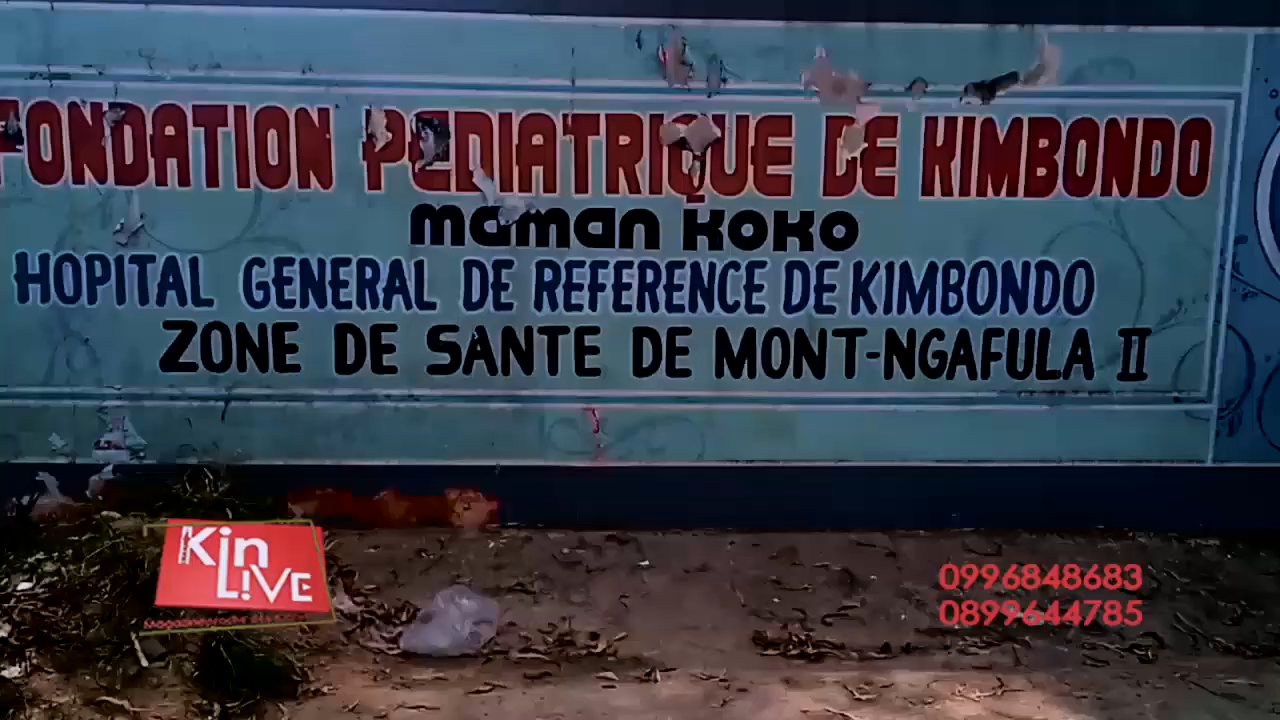 FONDATION PEDIATRIQUE DE KIMBONDO
maman KOKO
HOPITAL GENERAL DE REFERENCE DE KIMBONDO
ZONE DE SANTE DE MONT-NGAFULA II
Kin
LIVE
0996848683
0899644785